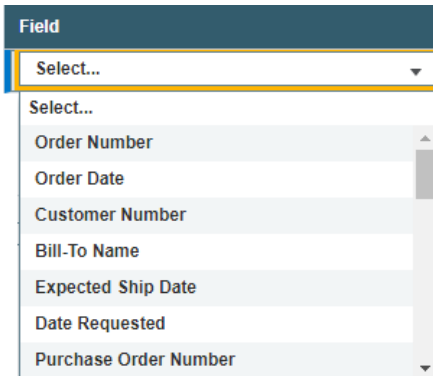 Field
Select...
Select...
Order Number
Order Date
Customer Number
Bill-To Name
Expected Ship Date
Date Requested
Purchase Order Number